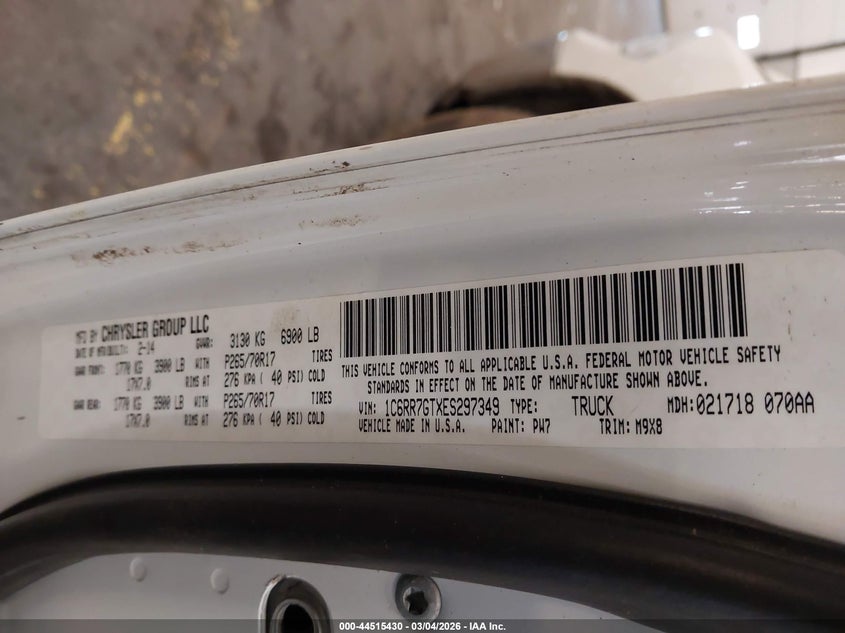 MFD BY CHRYSLER GROUP LLC
DATE OF MFR/BUILT: 2-14 GVWR: 3130 KG 6900 LB
GAWR FRONT: 1770 KG 3900 LB WITH P265/70R17 TIRES
17X7.0 RIMS AT 276 KPA ( 40 PSI) COLD
GAWR REAR: 1770 KG 3900 LB WITH P265/70R17 TIRES
17X7.0 RIMS AT 276 KPA ( 40 PSI) COLD
THIS VEHICLE CONFORMS TO ALL APPLICABLE U.S.A. FEDERAL MOTOR VEHICLE SAFETY
STANDARDS IN EFFECT ON THE DATE OF MANUFACTURE SHOWN ABOVE.
VIN: 1C6RR7GTXES297349 TYPE: TRUCK MDH: 021718 070AA
VEHICLE MADE IN U.S.A. PAINT: PW7 TRIM: M9X8
000-44515430 - 03/04/2026 - IAA Inc.